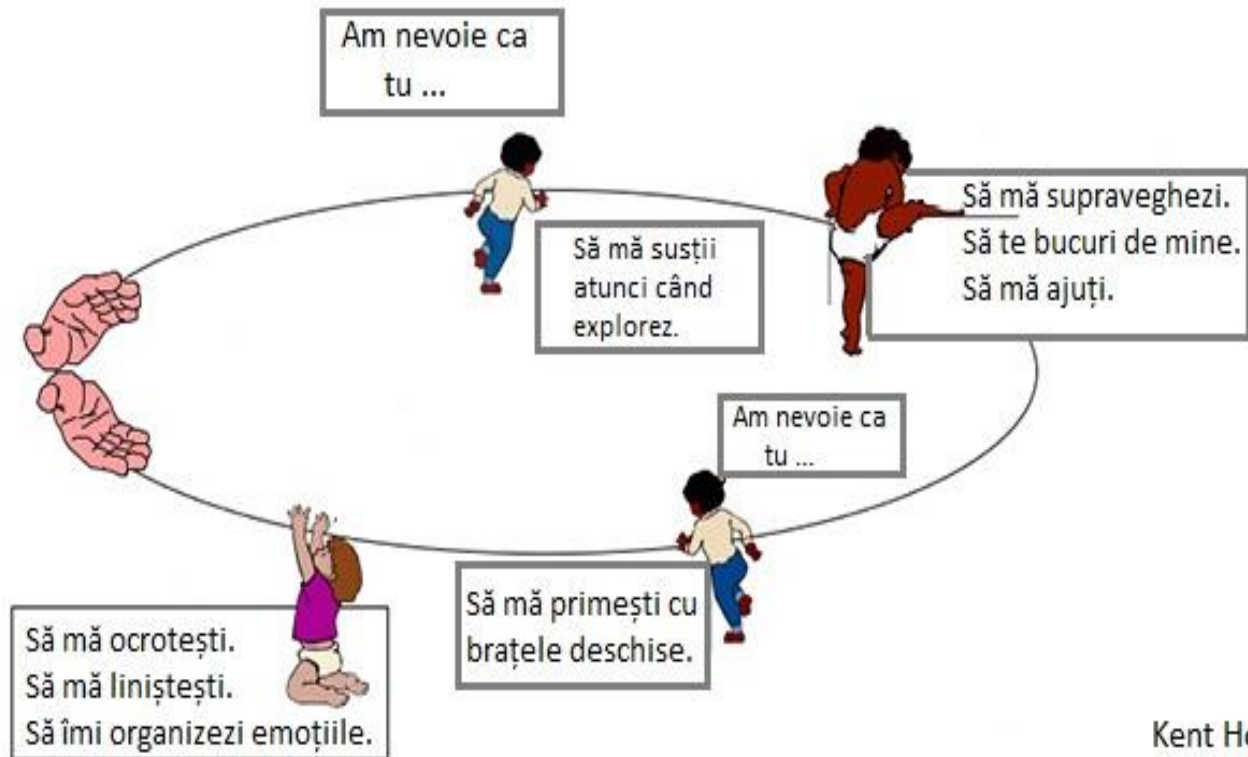 Am nevoie ca
tu ...
Să mă susții
atunci când
explorez.
Să mă supraveghezi.
Să te bucuri de mine.
Să mă ajuți.
Am nevoie ca
tu ...
Să mă primești cu
brațele deschise.
Să mă ocrotești.
Să mă liniștești.
Să îmi organizezi emoțiile.
Kent